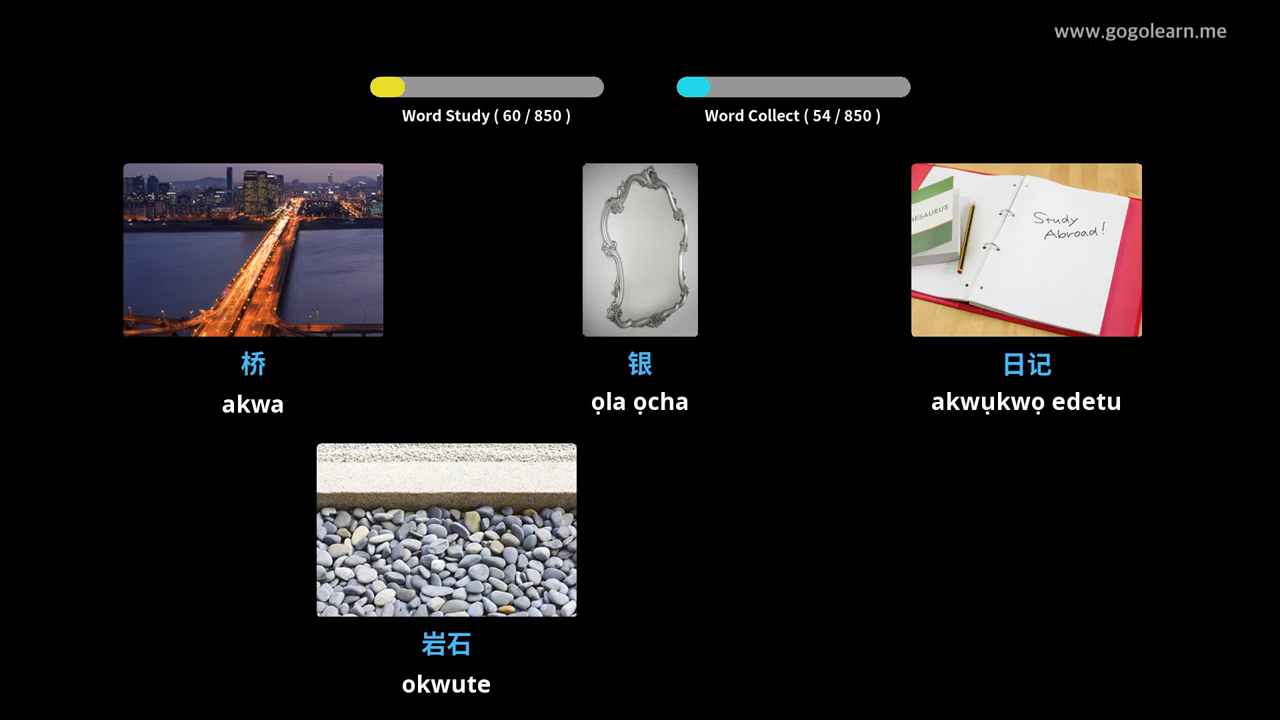 www.gogolearn.me
Word Study ( 60 / 850 )
Word Collect ( 54 / 850 )
Study
Abroad!
桥
银
日记
akwa
ọla ọcha
akwụkwọ edetu
岩石
okwute